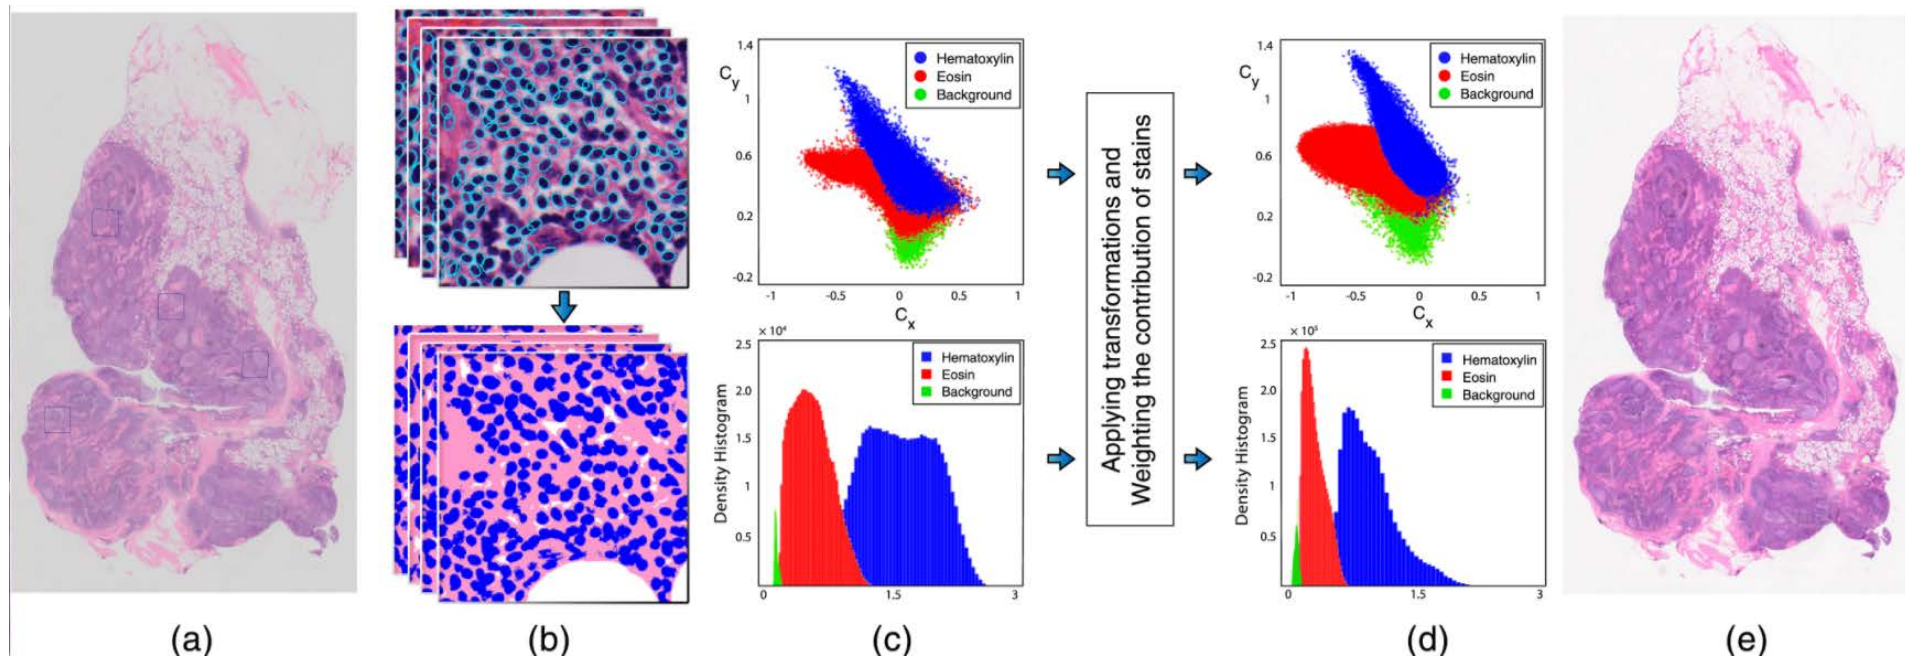 1.4
C
y
1
0.6
0.2
-0.2
-1
-0.5
0
0.5
1
C
x
Hematoxylin
Eosin
Background
× 10⁴
2.5
2.0
1.5
1
0.5
0
1.5
3
Density Histogram
Hematoxylin
Eosin
Background
Applying transformations and
Weighting the contribution of stains
1.4
C
y
1
0.6
0.2
-0.2
-1
-0.5
0
0.5
1
C
x
Hematoxylin
Eosin
Background
× 10⁵
2.5
2.0
1.5
1
0.5
0
1.5
3
Density Histogram
Hematoxylin
Eosin
Background
(a)
(b)
(c)
(d)
(e)